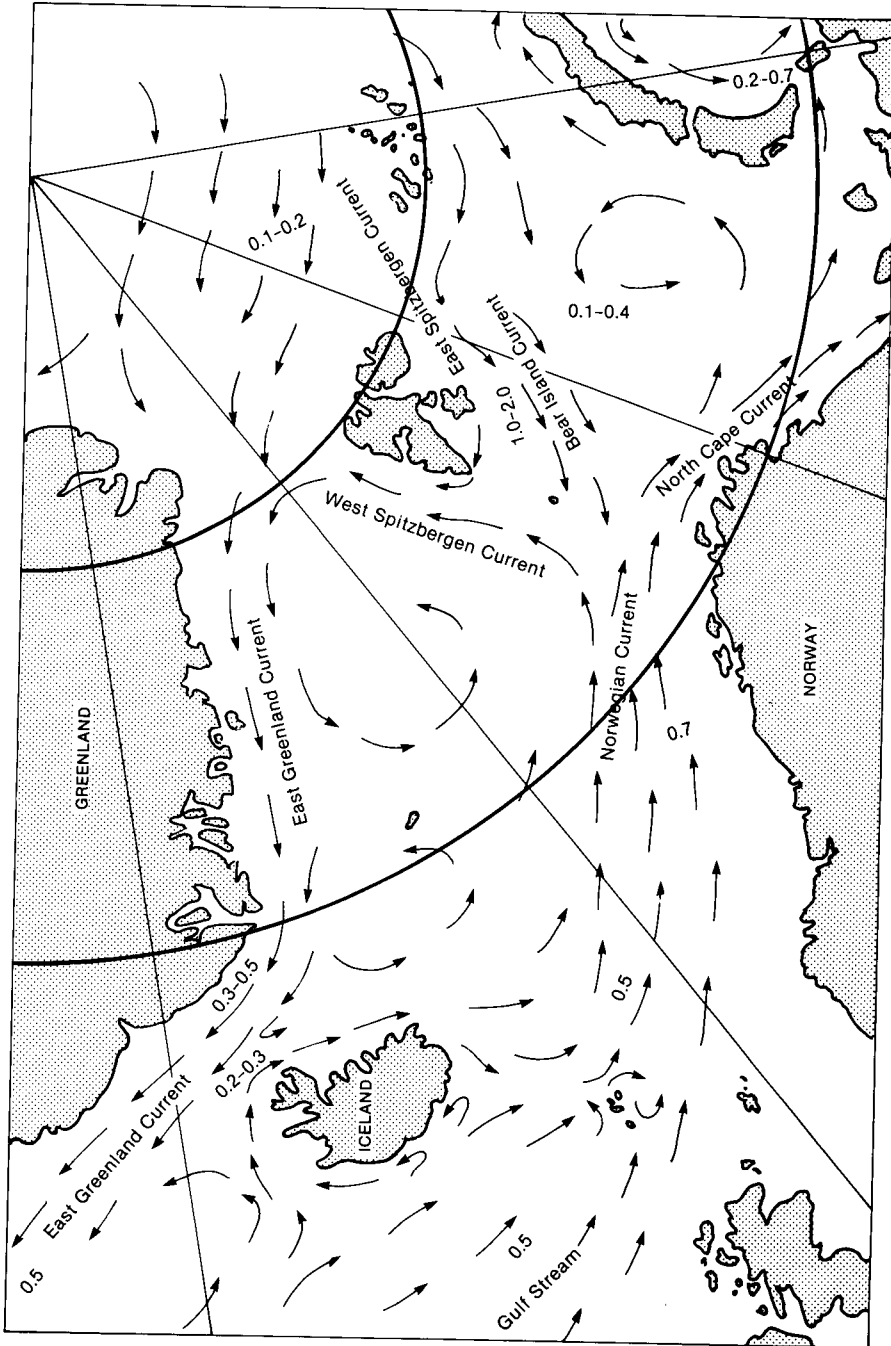 0.2–0.7
0.1–0.2
East Spitzbergen Current
0.1–0.4
Bear Island Current
1.0–2.0
North Cape Current
West Spitzbergen Current
Norwegian Current
NORWAY
GREENLAND
East Greenland Current
0.7
0.3–0.5
0.5
0.2–0.3
ICELAND
East Greenland Current
0.5
0.5
Gulf Stream